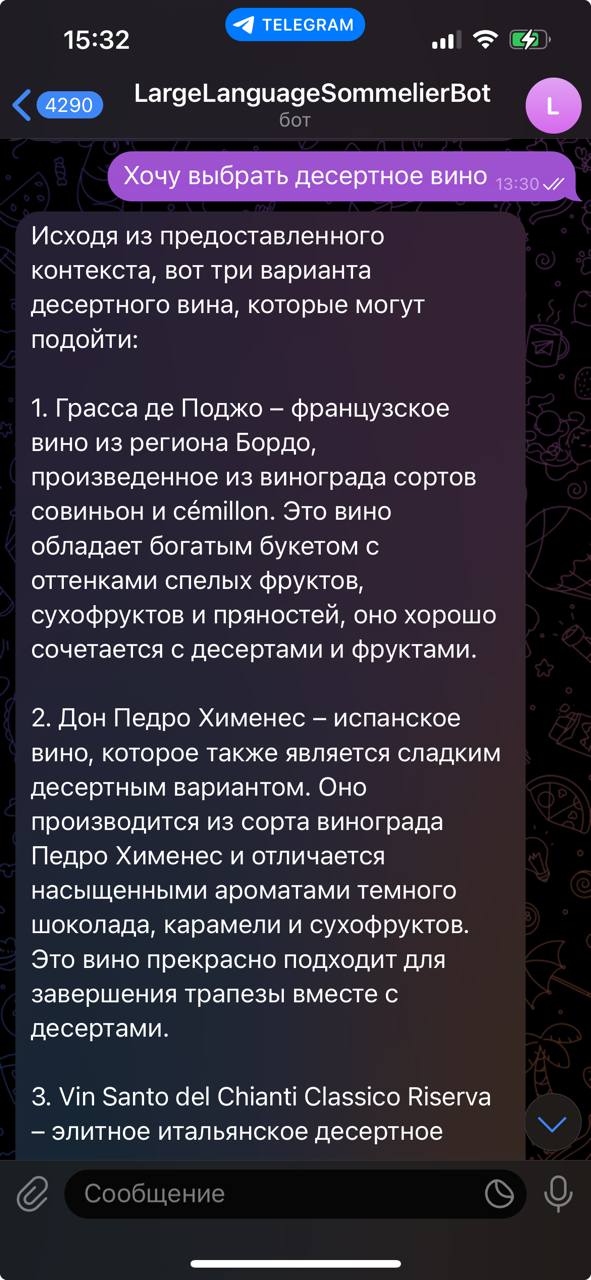 15:32
TELEGRAM
4290
LargeLanguageSommelierBot
L
бот
Хочу выбрать десертное вино 13:30
Исходя из предоставленного
контекста, вот три варианта
десертного вина, которые могут
подойти:
1. Грасса де Поджо – французское
вино из региона Бордо,
произведенное из винограда сортов
совиньон и cémillon. Это вино
обладает богатым букетом с
оттенками спелых фруктов,
сухофруктов и пряностей, оно хорошо
сочетается с десертами и фруктами.
2. Дон Педро Хименес – испанское
вино, которое также является сладким
десертным вариантом. Оно
производится из сорта винограда
Педро Хименес и отличается
насыщенными ароматами темного
шоколада, карамели и сухофруктов.
Это вино прекрасно подходит для
завершения трапезы вместе с
десертами.
3. Vin Santo del Chianti Classico Riserva
– элитное итальянское десертное
Сообщение